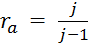 r_a = j/(j−1)